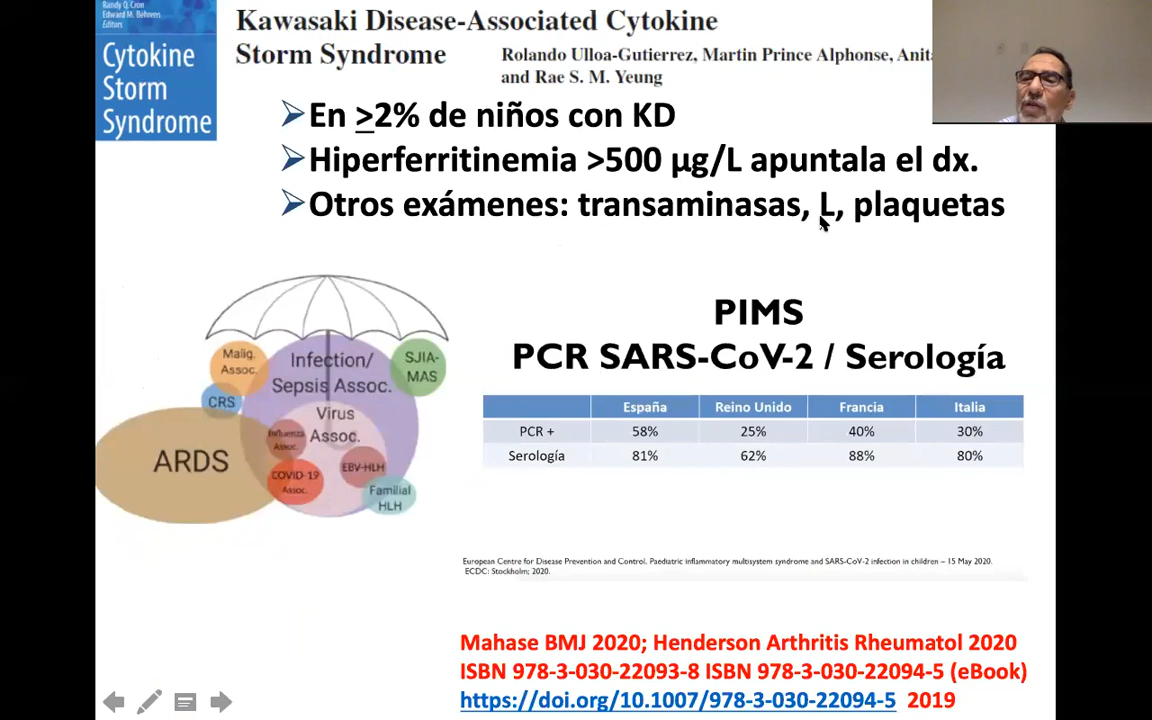 Randy Q. Cron
Edward M. Behrens
Editors
Cytokine
Storm
Syndrome
Kawasaki Disease-Associated Cytokine
Storm Syndrome
Rolando Ulloa-Gutierrez, Martin Prince Alphonse, Anita
and Rae S. M. Yeung
➢En ≥2% de niños con KD
➢Hiperferritinemia >500 µg/L apuntala el dx.
➢Otros exámenes: transaminasas, L, plaquetas
Malig.
Assoc.
CRS
Infection/
Sepsis Assoc.
SJIA-
MAS
Virus
Assoc.
Influenza
Assoc.
ARDS
COVID-19
Assoc.
EBV-HLH
Familial
HLH
PIMS
PCR SARS-CoV-2 / Serología
España Reino Unido Francia Italia
PCR + 58% 25% 40% 30%
Serología 81% 62% 88% 80%
European Centre for Disease Prevention and Control. Paediatric inflammatory multisystem syndrome and SARS-CoV-2 infection in children – 15 May 2020.
ECDC: Stockholm; 2020.
Mahase BMJ 2020; Henderson Arthritis Rheumatol 2020
ISBN 978-3-030-22093-8 ISBN 978-3-030-22094-5 (eBook)
https://doi.org/10.1007/978-3-030-22094-5 2019